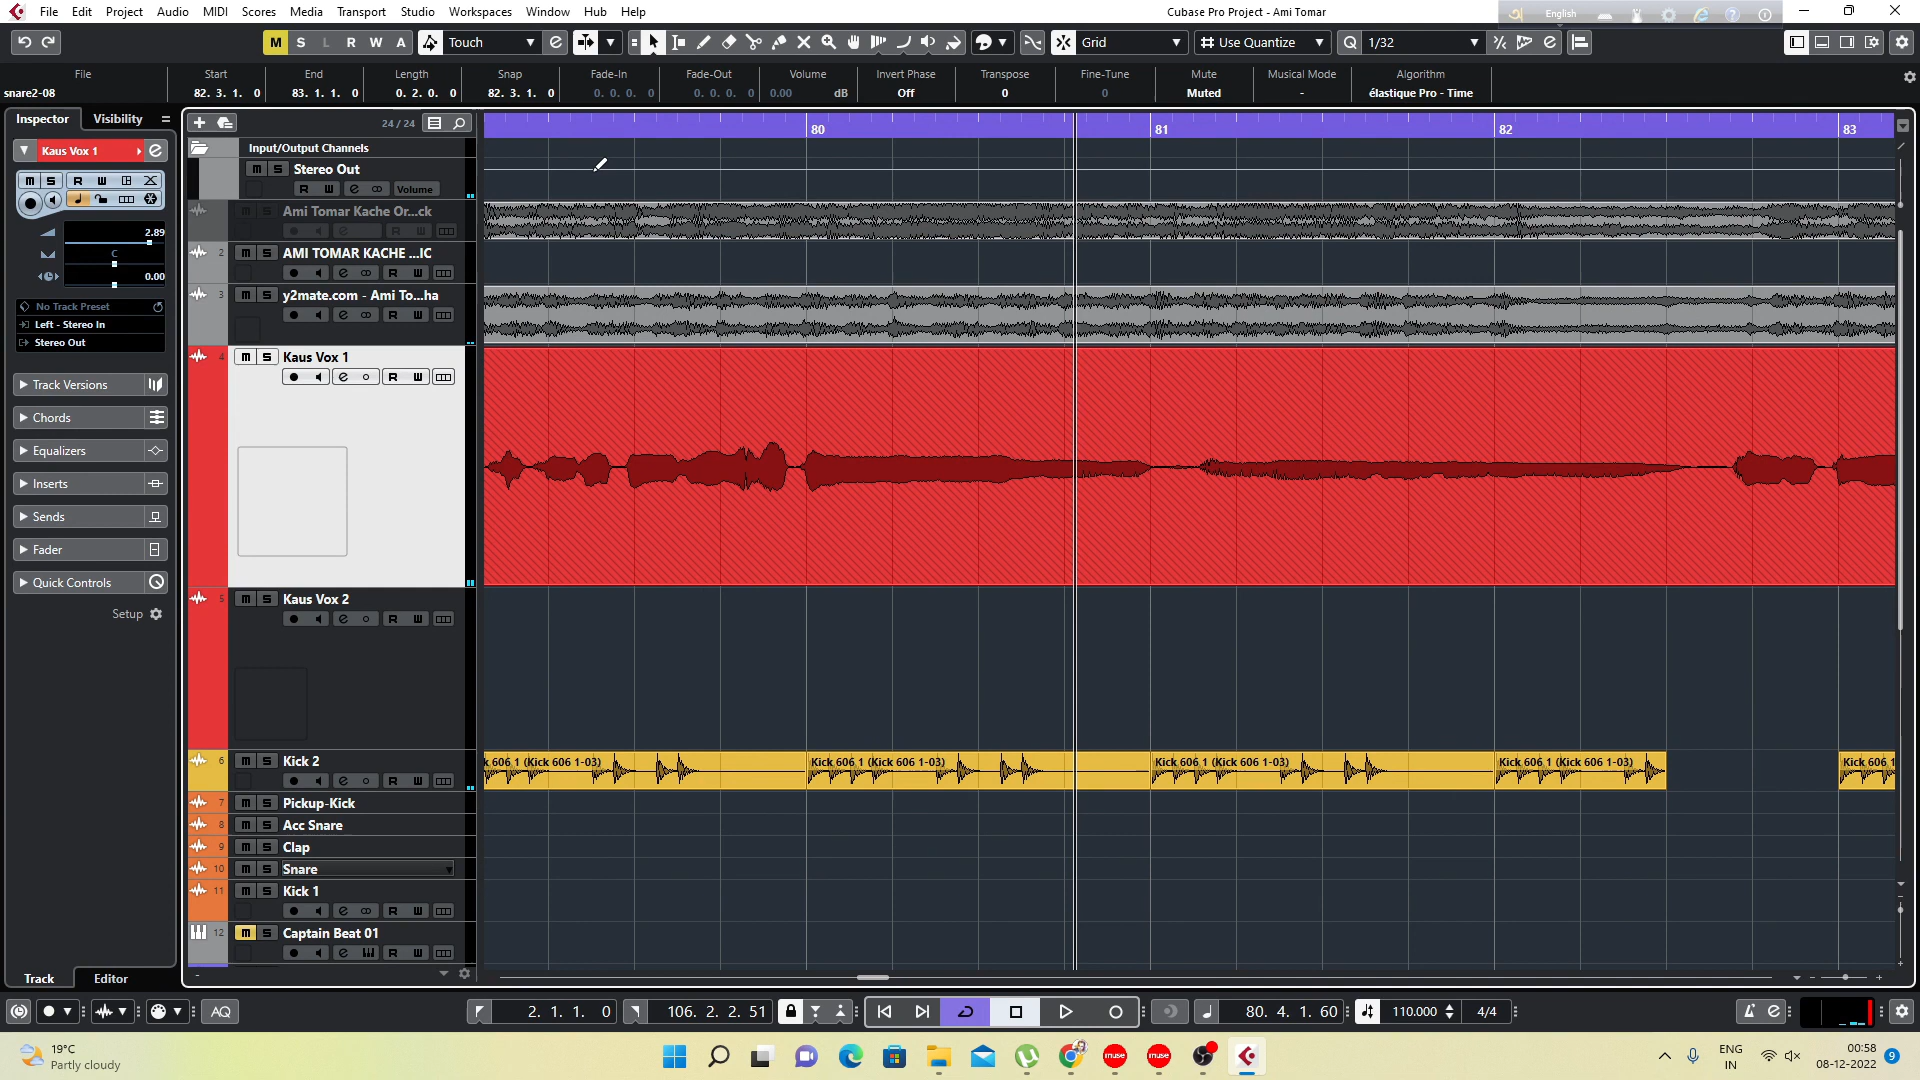 File Edit Project Audio MIDI Scores Media Transport Studio Workspaces Window Hub Help
Cubase Pro Project - Ami Tomar
English
M S L R W A Touch Grid Use Quantize Q 1/32
File Start End Length Snap Fade-In Fade-Out Volume Invert Phase Transpose Fine-Tune Mute Musical Mode Algorithm
snare2-08 82. 3. 1. 0 83. 1. 1. 0 0. 2. 0. 0 82. 3. 1. 0 0. 0. 0. 0 0. 0. 0. 0 0.00 dB Off 0 0 Muted - élastique Pro - Time
Inspector Visibility
24 / 24
80 81 82 83
Kaus Vox 1
Input/Output Channels
m S Stereo Out
R W Volume
m S Ami Tomar Kache Or...ck
2 m S AMI TOMAR KACHE ...IC
3 m S y2mate.com - Ami To...ha
2.89
C
0.00
No Track Preset
Left - Stereo In
Stereo Out
4 m S Kaus Vox 1
Track Versions
Chords
Equalizers
Inserts
Sends
Fader
Quick Controls
Setup
5 m S Kaus Vox 2
6 m S Kick 2
k 606 1 (Kick 606 1-03) Kick 606 1 (Kick 606 1-03) Kick 606 1 (Kick 606 1-03) Kick 606 1 (Kick 606 1-03) Kick 606 1
7 m S Pickup-Kick
8 m S Acc Snare
9 m S Clap
10 m S Snare
11 m S Kick 1
12 m S Captain Beat 01
Track Editor
AQ 2. 1. 1. 0 106. 2. 2. 51 80. 4. 1. 60 110.000 4/4
19°C
Partly cloudy
muse muse
ENG
IN
00:58
08-12-2022
9